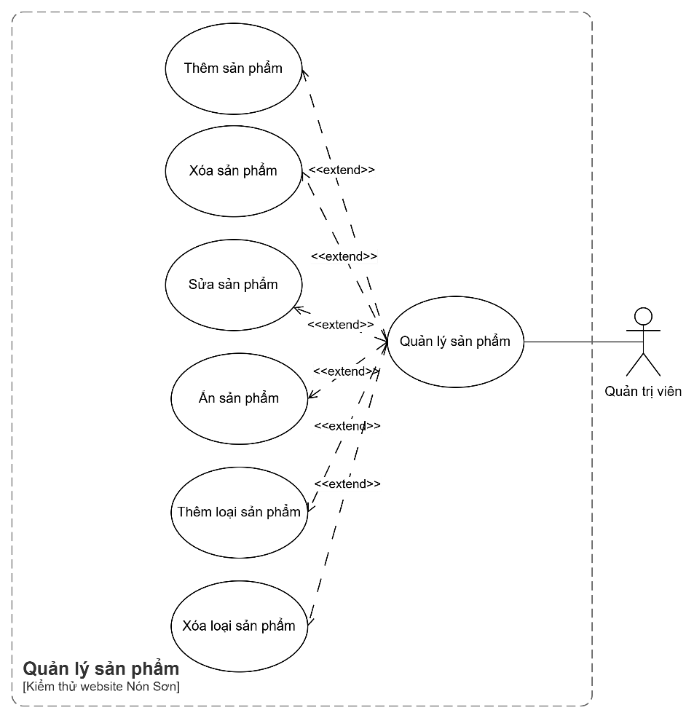 Thêm sản phẩm
Xóa sản phẩm
<<extend>>
<<extend>>
Sửa sản phẩm
<<extend>>
Quản lý sản phẩm
<<extend>>
Ẩn sản phẩm
Quản trị viên
<<extend>>
<<extend>>
Thêm loại sản phẩm
Xóa loại sản phẩm
Quản lý sản phẩm
[Kiểm thử website Nón Sơn]